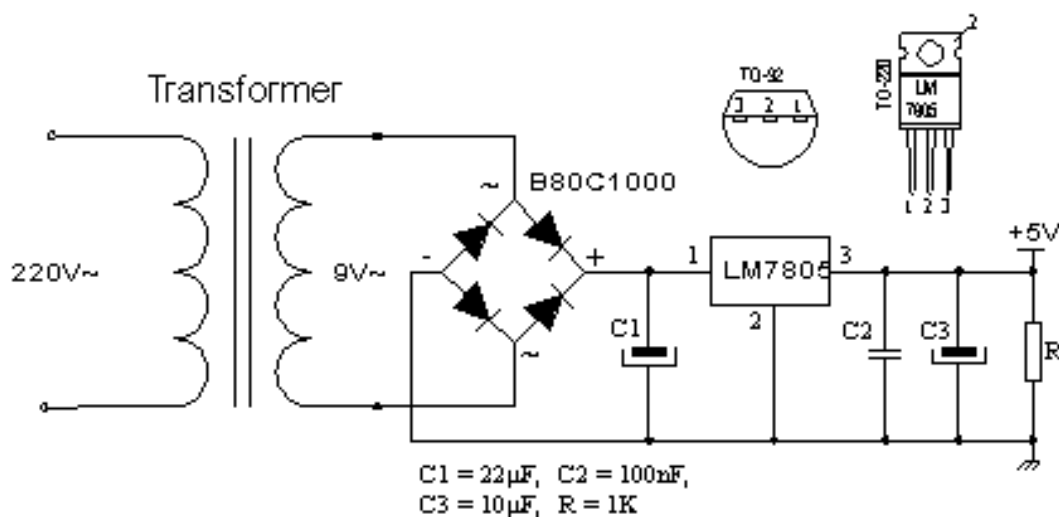 Transformer
220V~
9V~
~
B80C1000
-
+
~
C1
1
LM7805
3
2
C2
C3
+5V
R
TO-92
3 2 1
TO-220
2
LM
7805
1 2 3
C1 = 22µF, C2 = 100nF,
C3 = 10µF, R = 1K